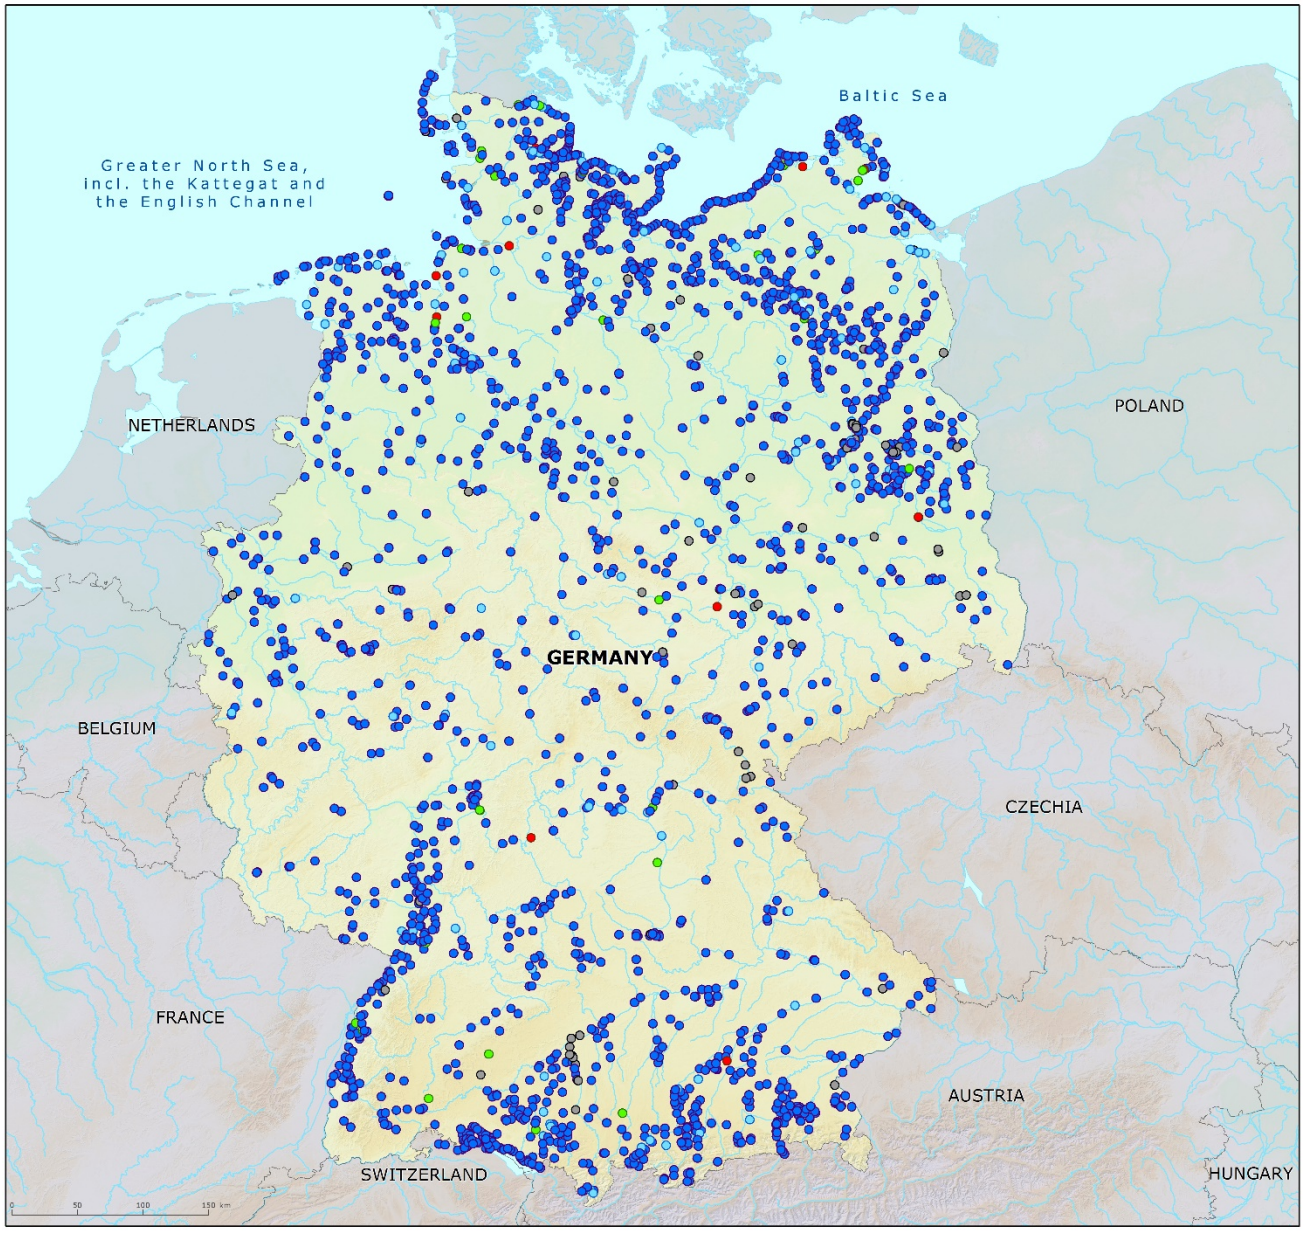 Baltic Sea
Greater North Sea,
incl. the Kattegat and
the English Channel
NETHERLANDS
POLAND
GERMANY
BELGIUM
CZECHIA
FRANCE
AUSTRIA
SWITZERLAND
HUNGARY
0 50 100 150 km